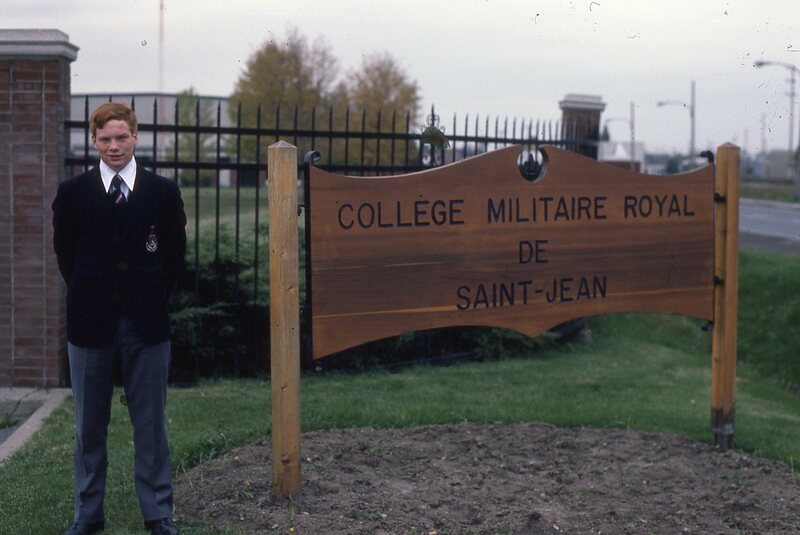 COLLÈGE MILITAIRE ROYAL
DE
SAINT-JEAN